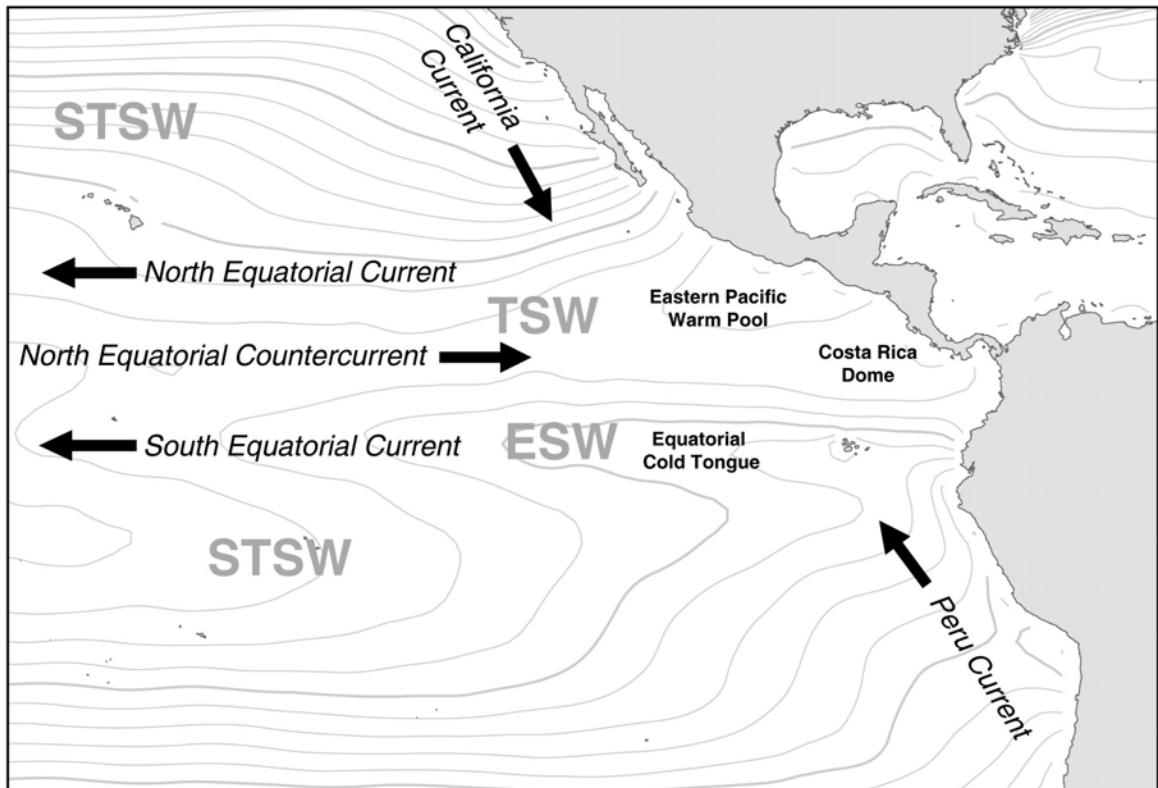 California
Current
STSW
North Equatorial Current
TSW
Eastern Pacific
Warm Pool
North Equatorial Countercurrent
Costa Rica
Dome
South Equatorial Current
ESW
Equatorial
Cold Tongue
STSW
Peru Current